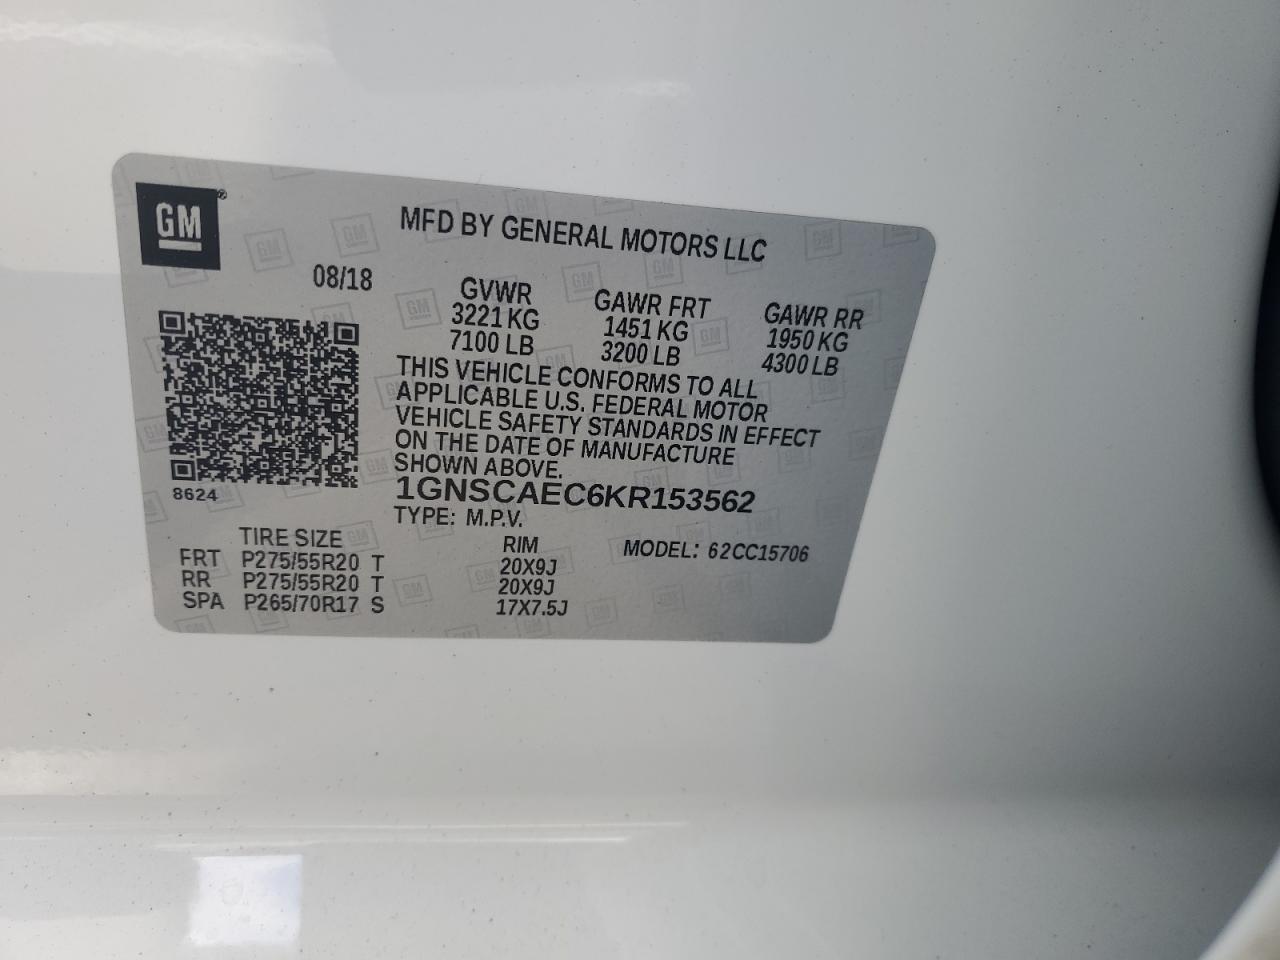 GM ®
MFD BY GENERAL MOTORS LLC
08/18
GVWR GAWR FRT GAWR RR
3221 KG 1451 KG 1950 KG
7100 LB 3200 LB 4300 LB
THIS VEHICLE CONFORMS TO ALL
APPLICABLE U.S. FEDERAL MOTOR
VEHICLE SAFETY STANDARDS IN EFFECT
ON THE DATE OF MANUFACTURE
SHOWN ABOVE.
8624
1GNSCAEC6KR153562
TYPE: M.P.V.
TIRE SIZE RIM MODEL: 62CC15706
FRT P275/55R20 T 20X9J
RR P275/55R20 T 20X9J
SPA P265/70R17 S 17X7.5J